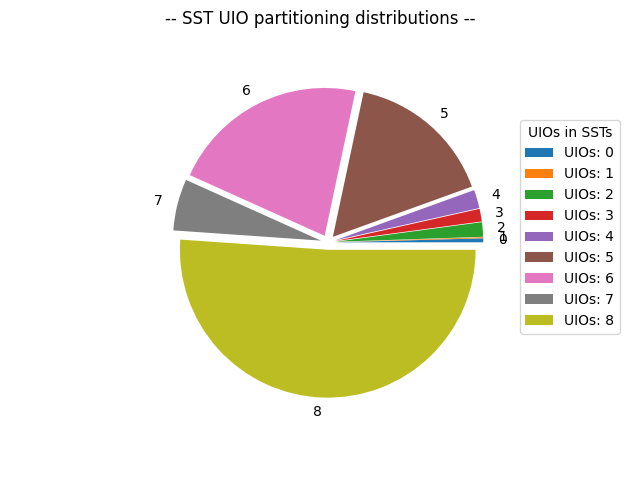 -- SST UIO partitioning distributions --
6
5
7
4
3
2
1
0
8
UIOs in SSTs
UIOs: 0
UIOs: 1
UIOs: 2
UIOs: 3
UIOs: 4
UIOs: 5
UIOs: 6
UIOs: 7
UIOs: 8